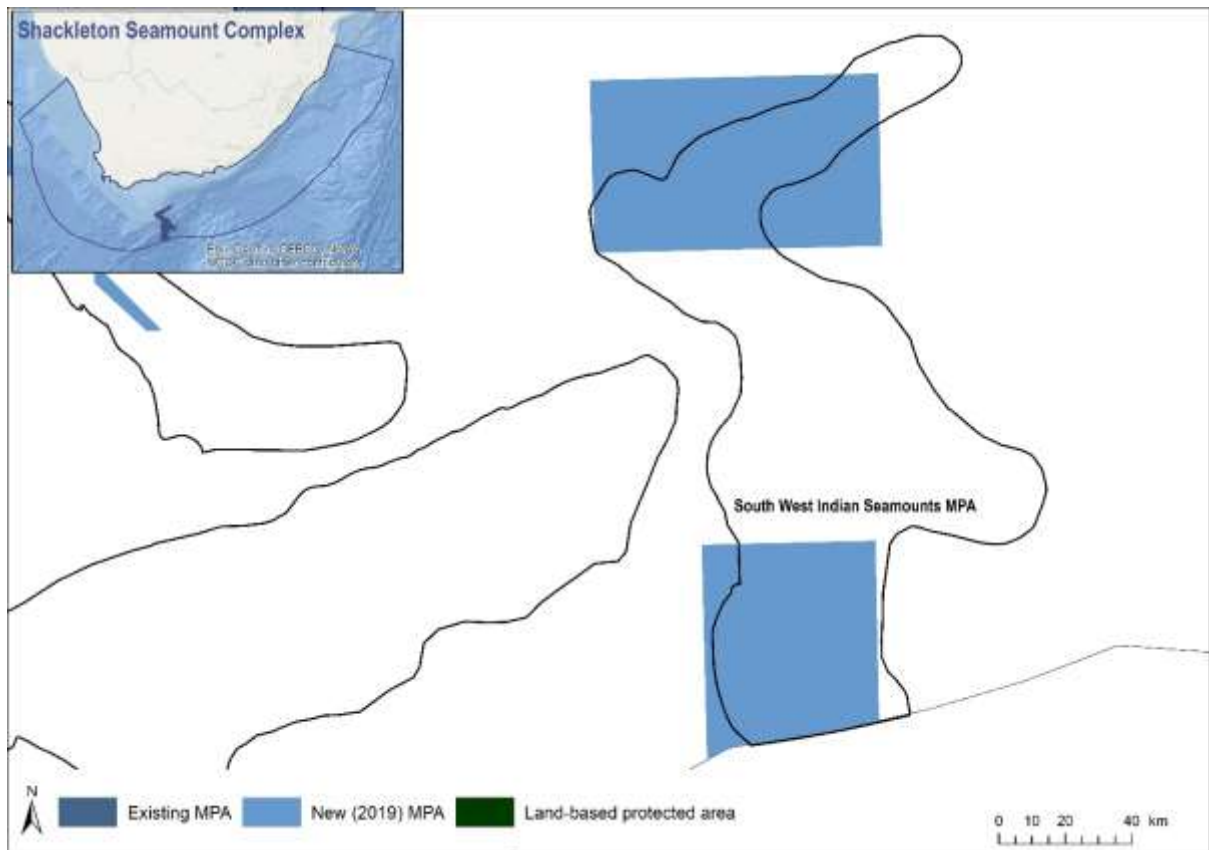 Shackleton Seamount Complex
South West Indian Seamounts MPA
N
Existing MPA
New (2019) MPA
Land-based protected area
0 10 20 40 km